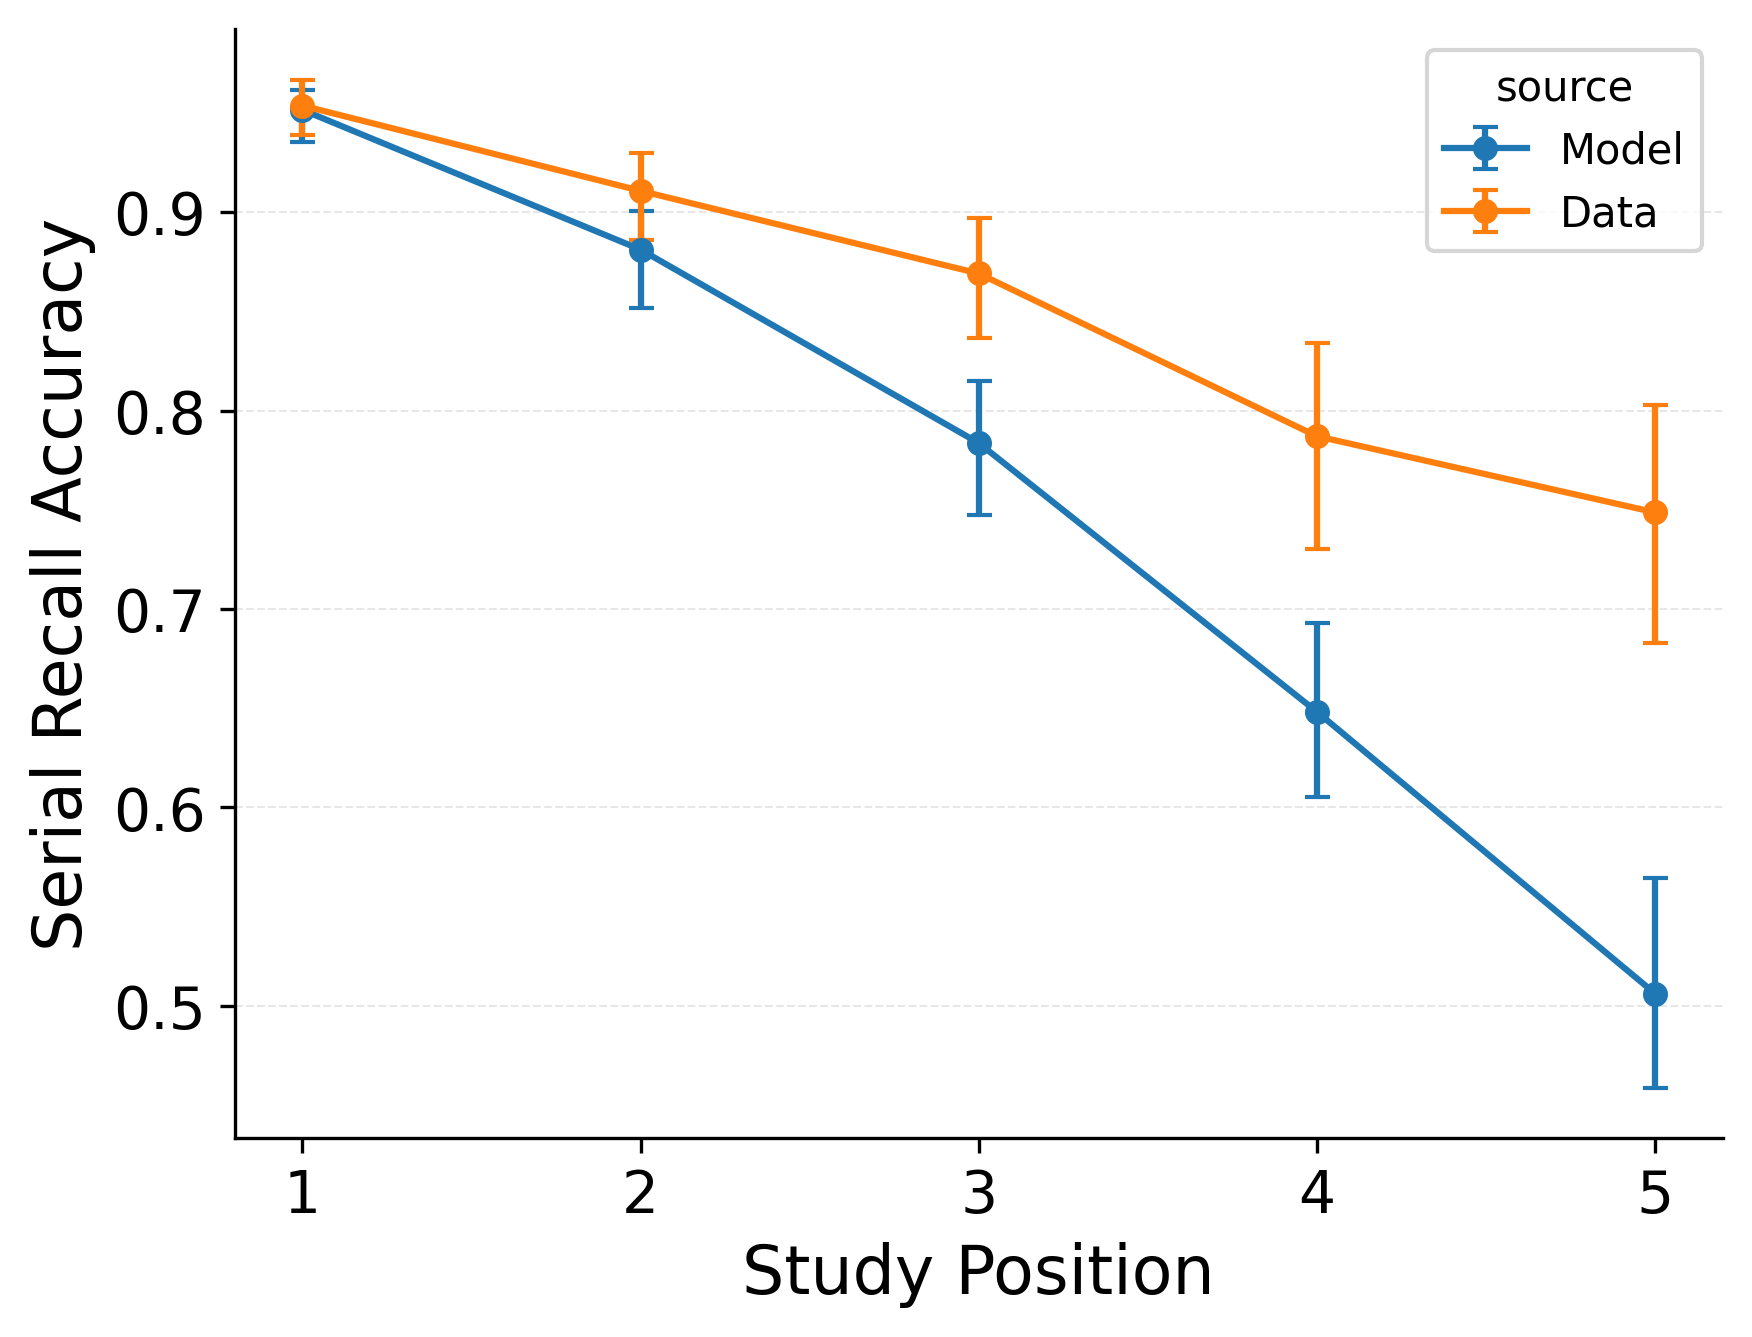 source
Model
Data
Serial Recall Accuracy
0.9
0.8
0.7
0.6
0.5
1 2 3 4 5
Study Position